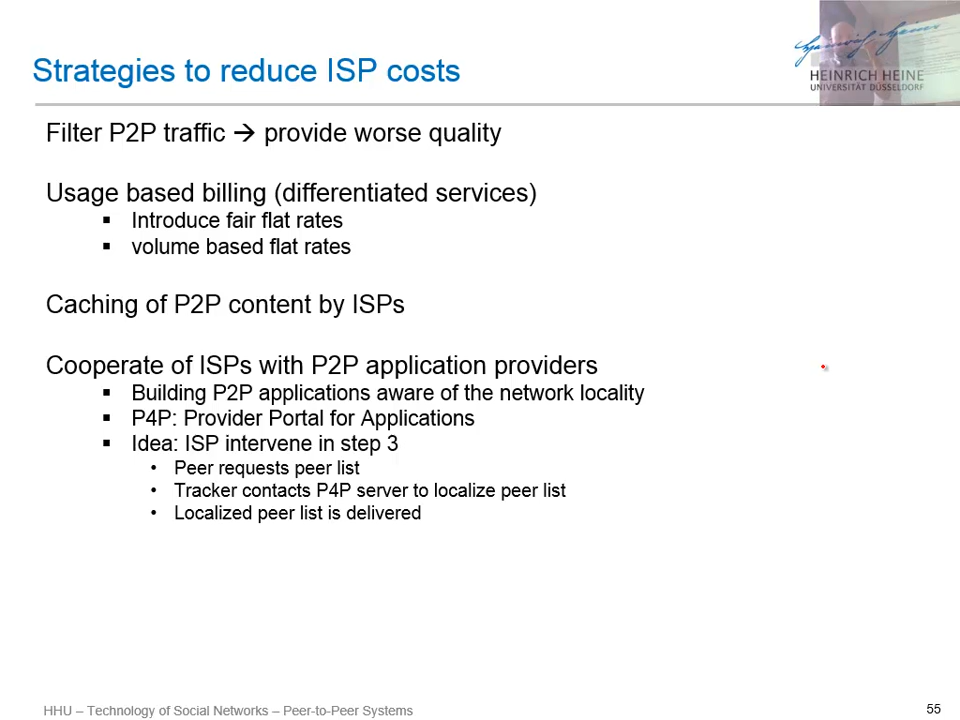 Strategies to reduce ISP costs
HEINRICH HEINE
UNIVERSITÄT DÜSSELDORF
Filter P2P traffic → provide worse quality
Usage based billing (differentiated services)
▪ Introduce fair flat rates
▪ volume based flat rates
Caching of P2P content by ISPs
Cooperate of ISPs with P2P application providers
▪ Building P2P applications aware of the network locality
▪ P4P: Provider Portal for Applications
▪ Idea: ISP intervene in step 3
• Peer requests peer list
• Tracker contacts P4P server to localize peer list
• Localized peer list is delivered
HHU – Technology of Social Networks – Peer-to-Peer Systems
55